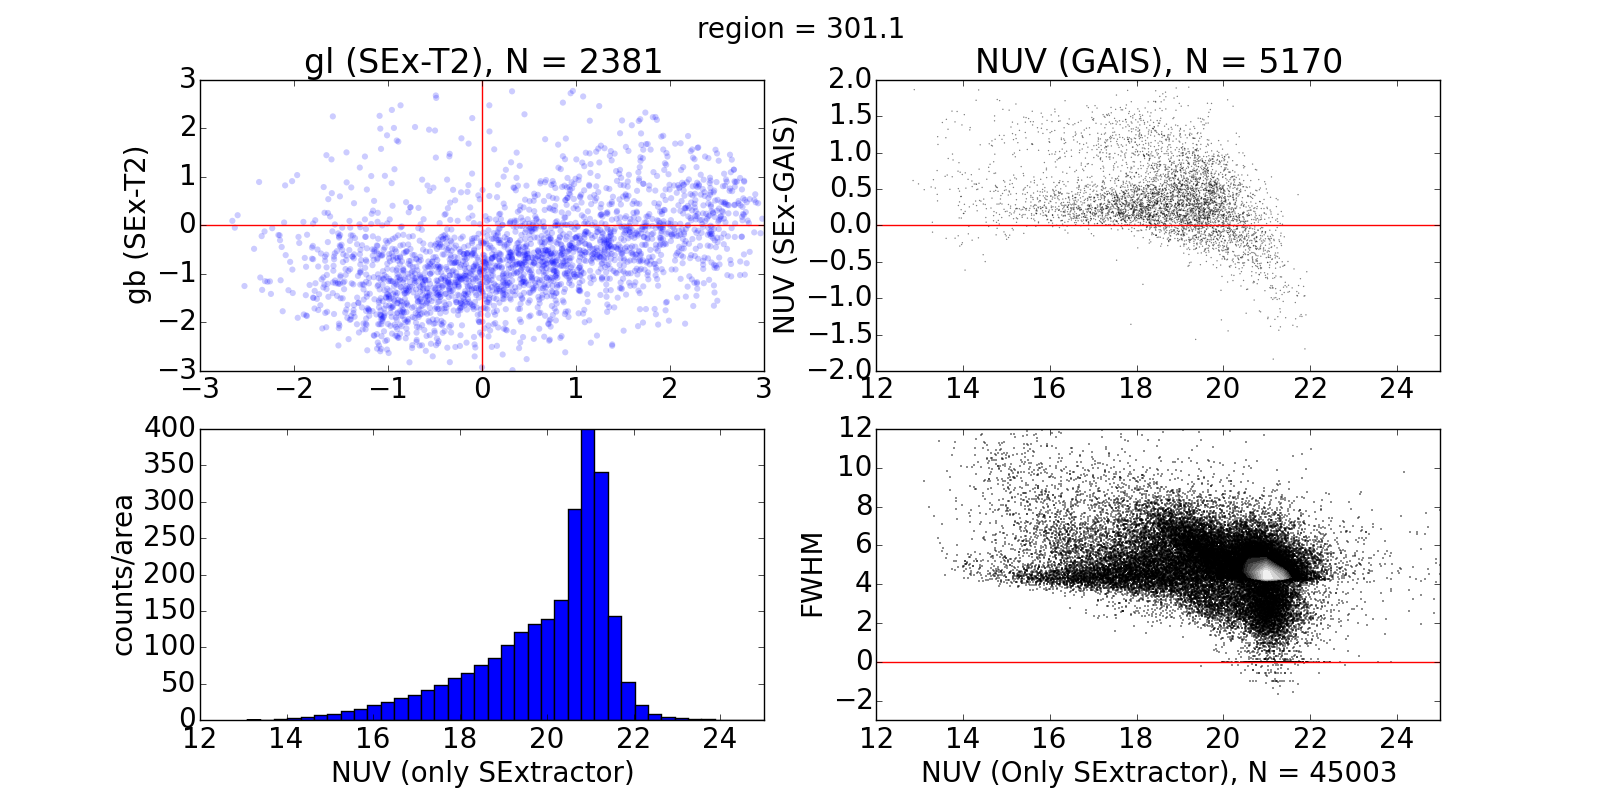 region = 301.1
gl (SEx-T2), N = 2381
NUV (GAIS), N = 5170
3
2
1
0
−1
−2
−3
gb (SEx-T2)
−3 −2 −1 0 1 2 3
2.0
1.5
1.0
0.5
0.0
−0.5
−1.0
−1.5
−2.0
NUV (SEx-GAIS)
12 14 16 18 20 22 24
400
350
300
250
200
150
100
50
0
counts/area
12 14 16 18 20 22 24
NUV (only SExtractor)
12
10
8
6
4
2
0
−2
FWHM
12 14 16 18 20 22 24
NUV (Only SExtractor), N = 45003